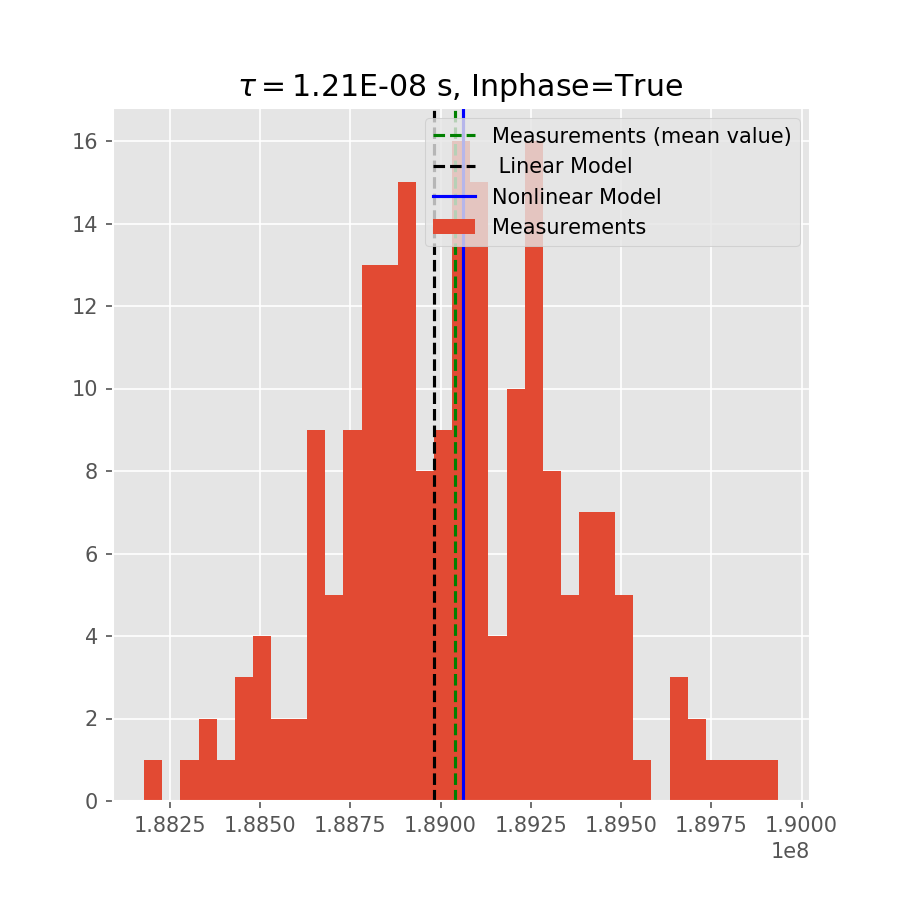 τ = 1.21E-08 s, Inphase=True
Measurements (mean value)
Linear Model
Nonlinear Model
Measurements
16
14
12
10
8
6
4
2
0
1.8825 1.8850 1.8875 1.8900 1.8925 1.8950 1.8975 1.9000
1e8